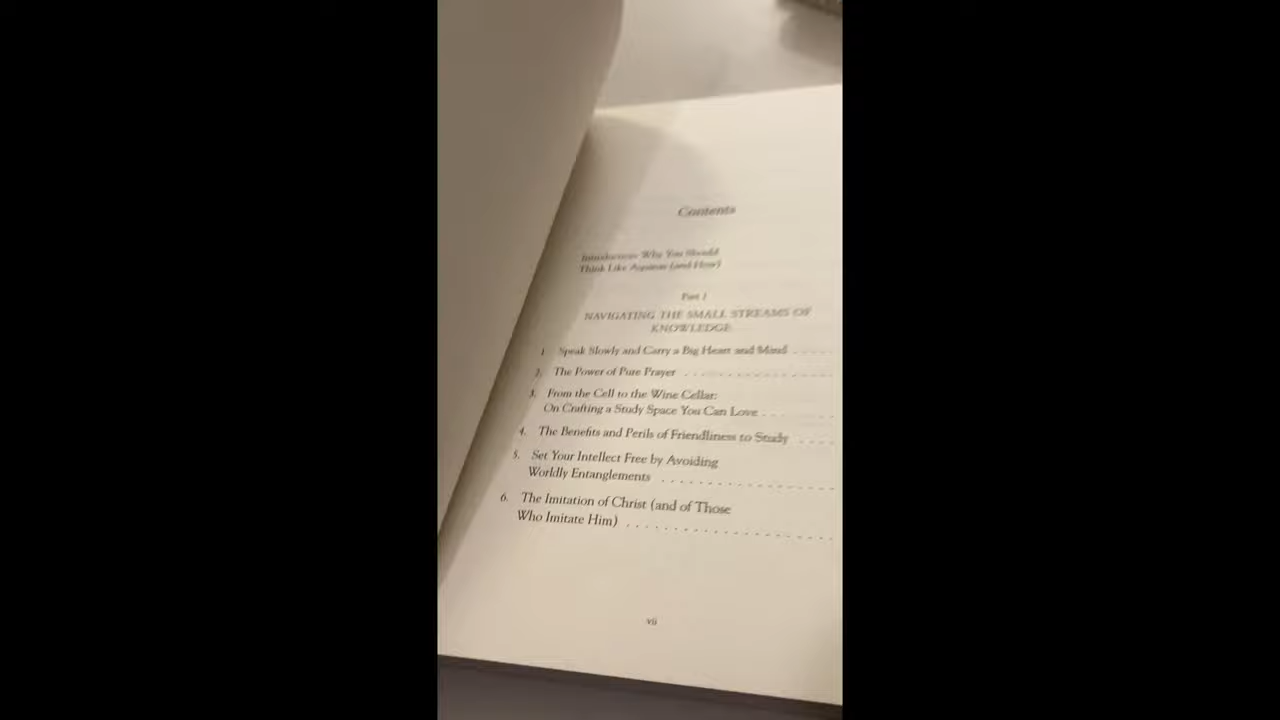 Contents
Introduction: Why You Should
Think Like Aquinas (and How)
Part 1
NAVIGATING THE SMALL STREAMS OF
KNOWLEDGE
1. Speak Slowly and Carry a Big Heart and Mind . . . . .
2. The Power of Pure Prayer . . . . . . . . . . . . . . . . . . . .
3. From the Cell to the Wine Cellar:
On Crafting a Study Space You Can Love . . . . . . . . . .
4. The Benefits and Perils of Friendliness to Study . . . .
5. Set Your Intellect Free by Avoiding
Worldly Entanglements . . . . . . . . . . . . . . . . . . . .
6. The Imitation of Christ (and of Those
Who Imitate Him) . . . . . . . . . . . . . . . . . . . . . .
vii